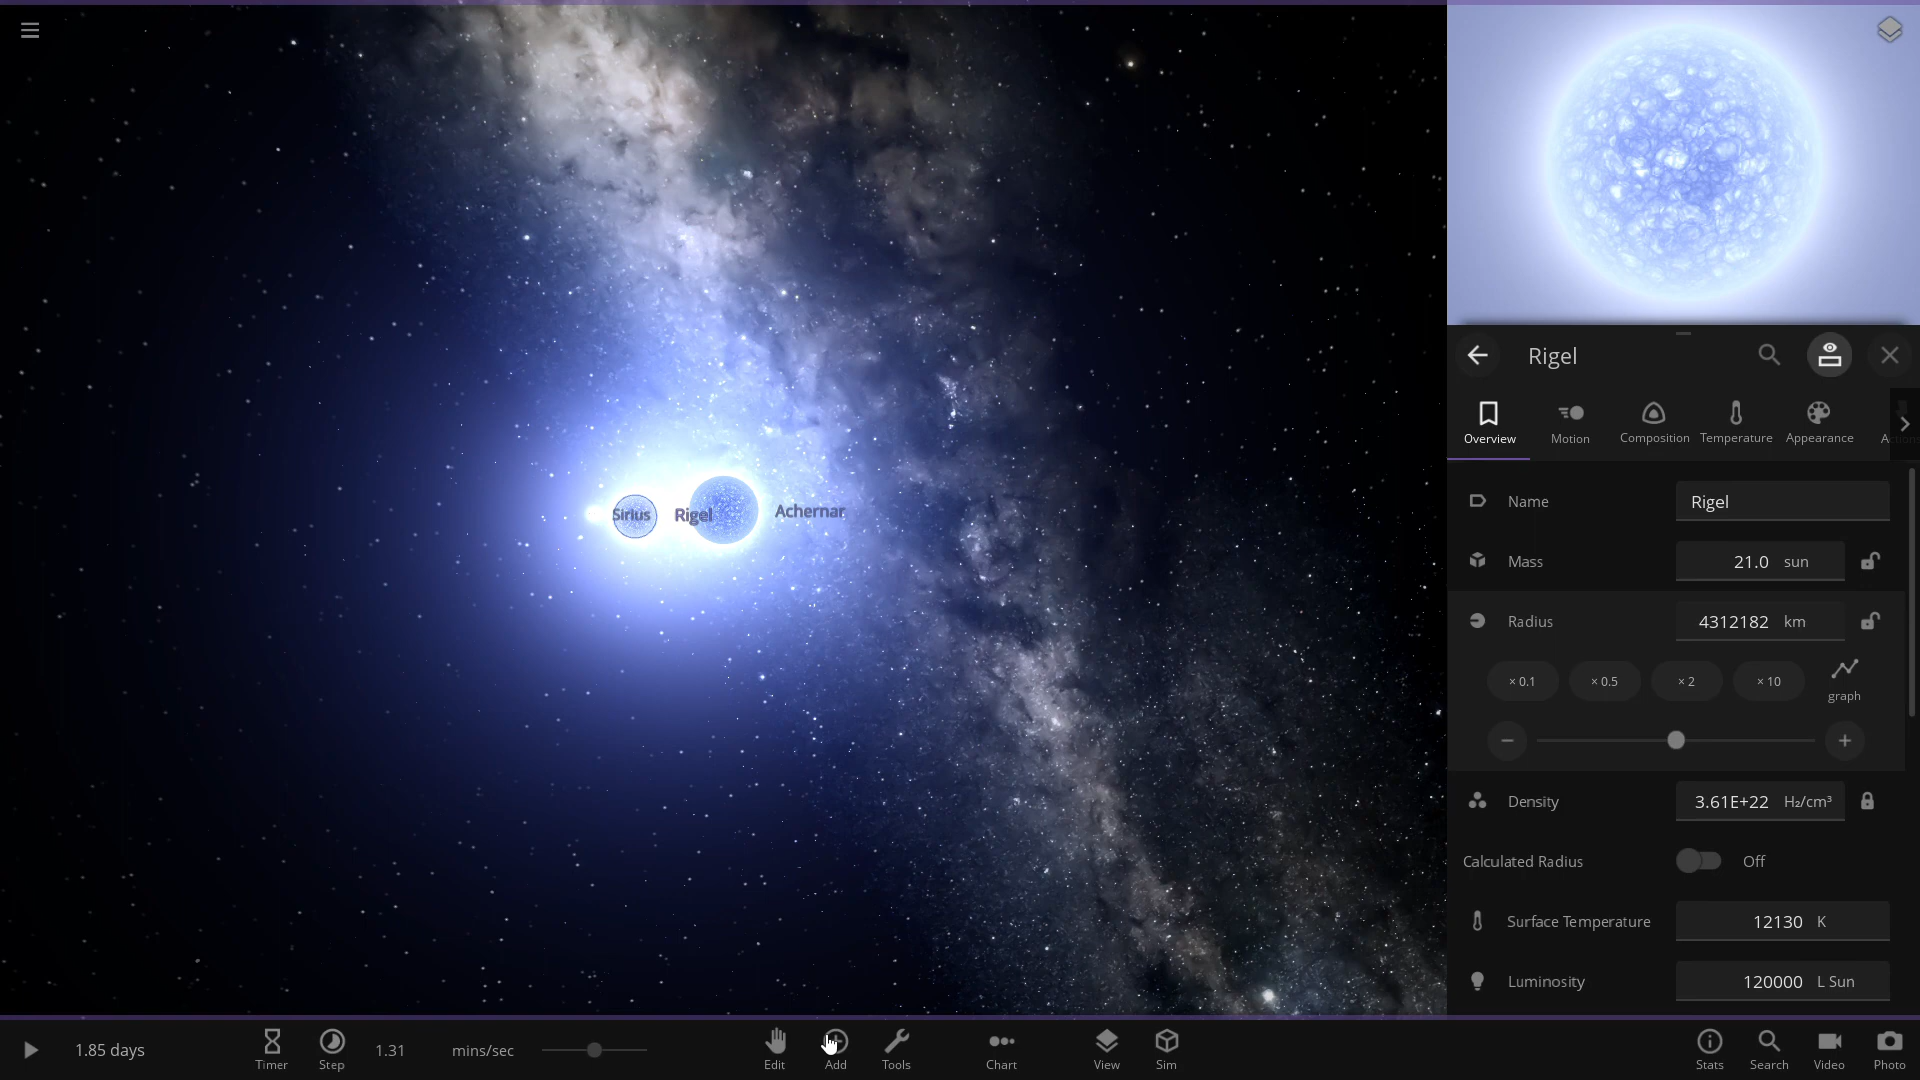 Sirius
Rigel
Achernar
Rigel
Overview
Motion
Composition
Temperature
Appearance
Name
Rigel
Mass
21.0 sun
Radius
4312182 km
× 0.1
× 0.5
× 2
× 10
graph
Density
3.61E+22 H₂/cm³
Calculated Radius
Off
Surface Temperature
12130 K
Luminosity
120000 L Sun
1.85 days
Timer
Step
1.31 mins/sec
Edit
Add
Tools
Chart
View
Sim
Stats
Search
Video
Photo